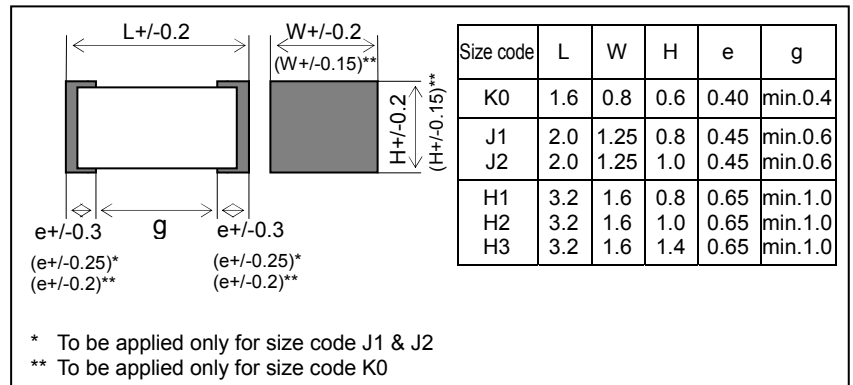 L+/-0.2
W+/-0.2
(W+/-0.15)**
H+/-0.2
(H+/-0.15)**
e+/-0.3
g
e+/-0.3
(e+/-0.25)*
(e+/-0.25)*
(e+/-0.2)**
(e+/-0.2)**
Size code L W H e g
K0 1.6 0.8 0.6 0.40 min.0.4
J1 2.0 1.25 0.8 0.45 min.0.6
J2 2.0 1.25 1.0 0.45 min.0.6
H1 3.2 1.6 0.8 0.65 min.1.0
H2 3.2 1.6 1.0 0.65 min.1.0
H3 3.2 1.6 1.4 0.65 min.1.0
* To be applied only for size code J1 & J2
** To be applied only for size code K0